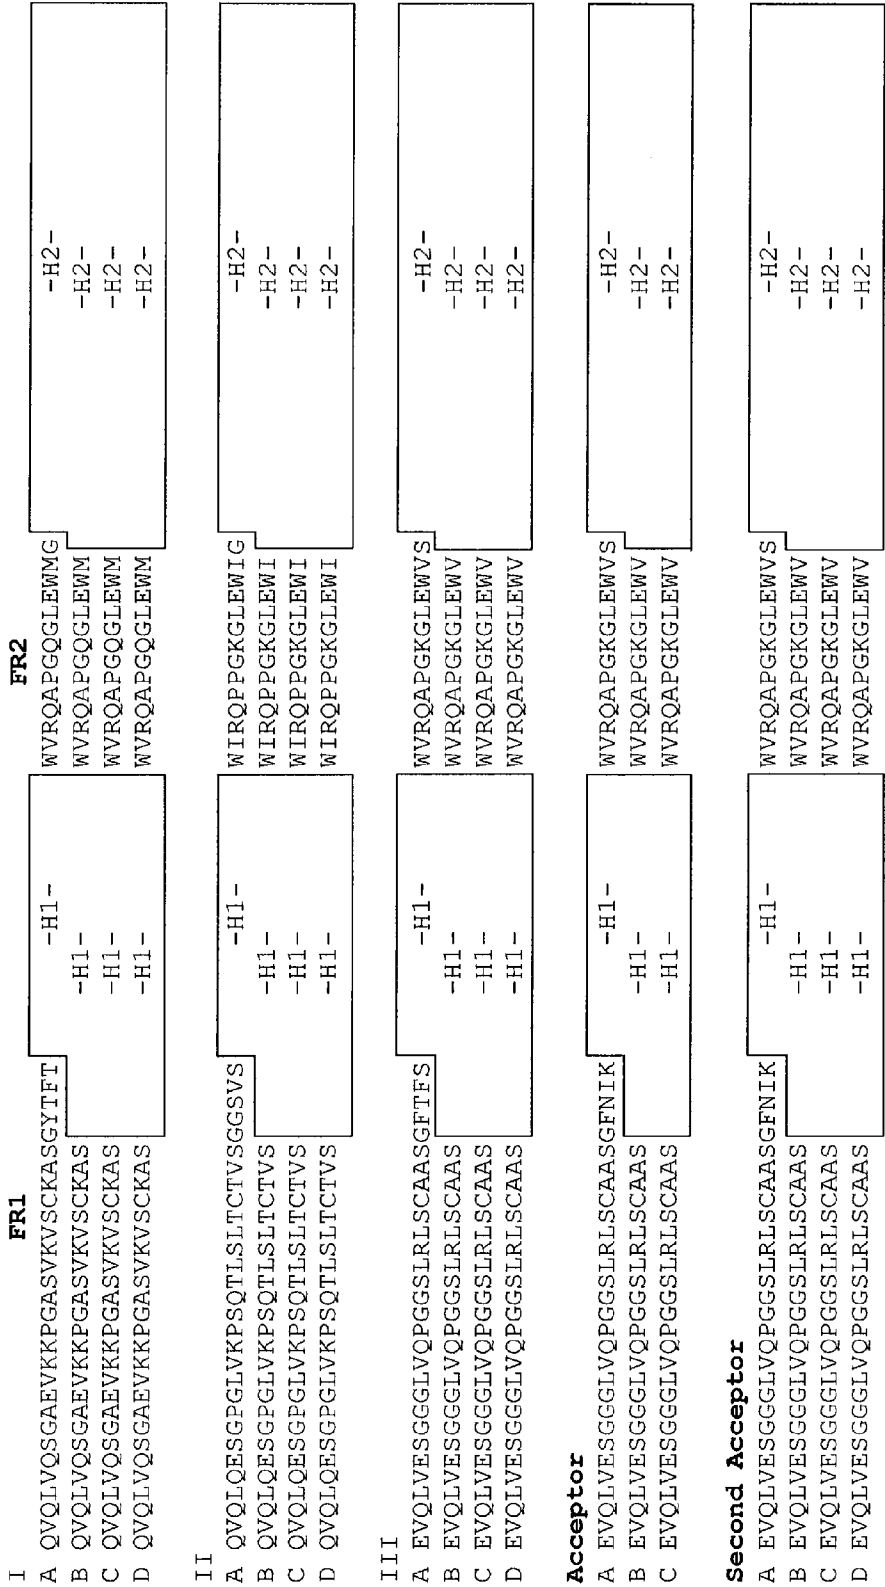 FR1 FR2
I
A QVQLVQSGAEVKKPGASVKVSCKASGYTFT -H1- WVRQAPGQGLEWMG -H2-
B QVQLVQSGAEVKKPGASVKVSCKAS -H1- WVRQAPGQGLEWM -H2-
C QVQLVQSGAEVKKPGASVKVSCKAS -H1- WVRQAPGQGLEWM -H2-
D QVQLVQSGAEVKKPGASVKVSCKAS -H1- WVRQAPGQGLEWM -H2-
II
A QVQLQESGPGLVKPSQTLSLTCTVSGGSVS -H1- WIRQPPGKGLEWIG -H2-
B QVQLQESGPGLVKPSQTLSLTCTVS -H1- WIRQPPGKGLEWI -H2-
C QVQLQESGPGLVKPSQTLSLTCTVS -H1- WIRQPPGKGLEWI -H2-
D QVQLQESGPGLVKPSQTLSLTCTVS -H1- WIRQPPGKGLEWI -H2-
III
A EVQLVESGGGLVQPGGSLRLSCAASGFTFS -H1- WVRQAPGKGLEWVS -H2-
B EVQLVESGGGLVQPGGSLRLSCAAS -H1- WVRQAPGKGLEWV -H2-
C EVQLVESGGGLVQPGGSLRLSCAAS -H1- WVRQAPGKGLEWV -H2-
D EVQLVESGGGLVQPGGSLRLSCAAS -H1- WVRQAPGKGLEWV -H2-
Acceptor
A EVQLVESGGGLVQPGGSLRLSCAASGFNIK -H1- WVRQAPGKGLEWVS -H2-
B EVQLVESGGGLVQPGGSLRLSCAAS -H1- WVRQAPGKGLEWV -H2-
C EVQLVESGGGLVQPGGSLRLSCAAS -H1- WVRQAPGKGLEWV -H2-
Second Acceptor
A EVQLVESGGGLVQPGGSLRLSCAASGFNIK -H1- WVRQAPGKGLEWVS -H2-
B EVQLVESGGGLVQPGGSLRLSCAAS -H1- WVRQAPGKGLEWV -H2-
C EVQLVESGGGLVQPGGSLRLSCAAS -H1- WVRQAPGKGLEWV -H2-
D EVQLVESGGGLVQPGGSLRLSCAAS -H1- WVRQAPGKGLEWV -H2-